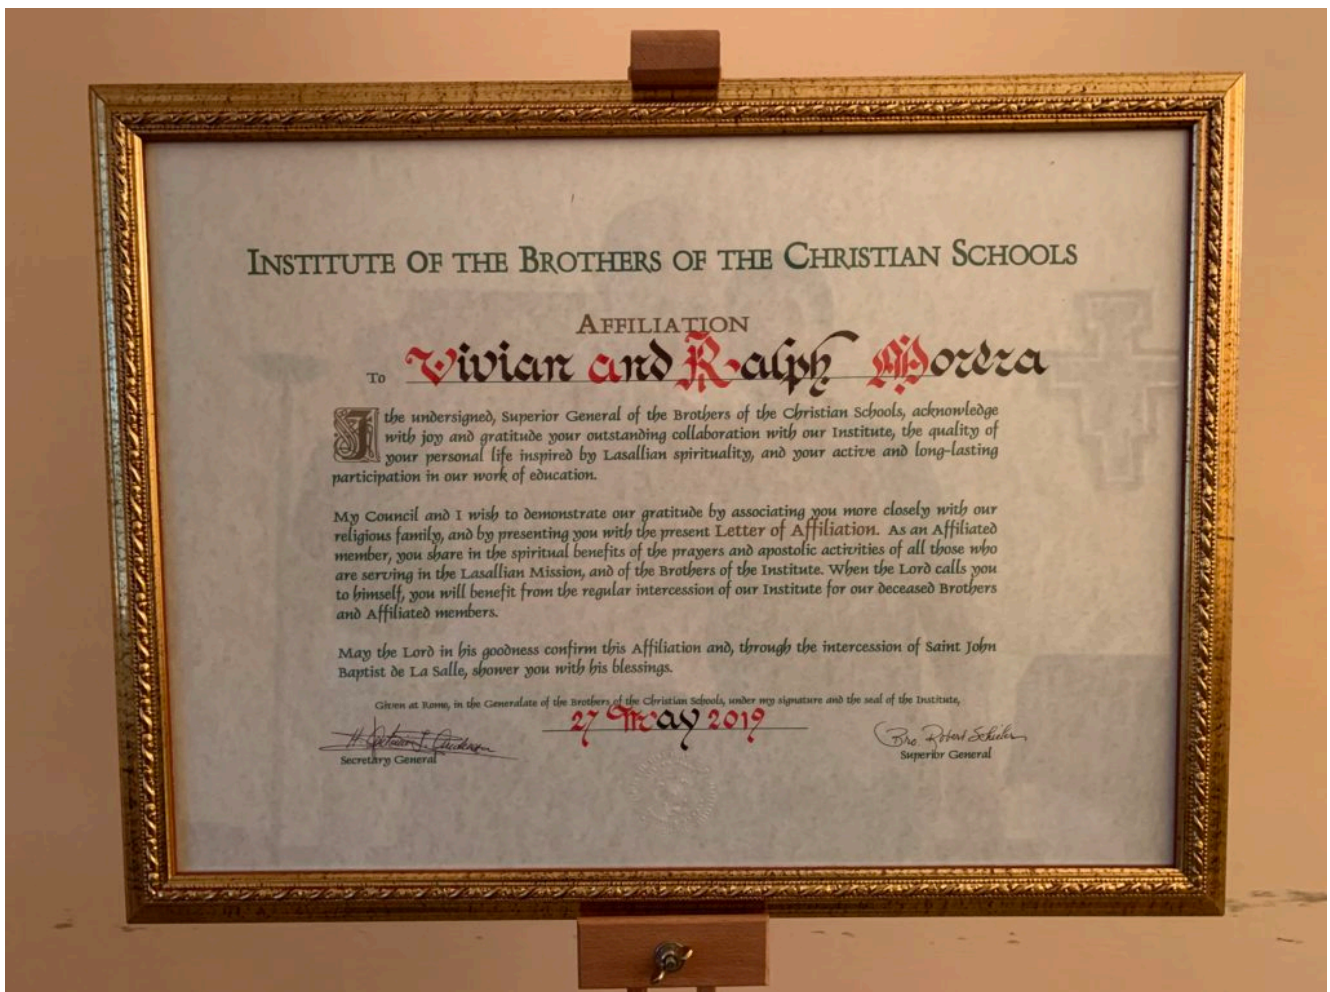 INSTITUTE OF THE BROTHERS OF THE CHRISTIAN SCHOOLS
AFFILIATION
To Vivian and Ralph Morera
I the undersigned, Superior General of the Brothers of the Christian Schools, acknowledge
with joy and gratitude your outstanding collaboration with our Institute, the quality of
your personal life inspired by Lasallian spirituality, and your active and long-lasting
participation in our work of education.
My Council and I wish to demonstrate our gratitude by associating you more closely with our
religious family, and by presenting you with the present Letter of Affiliation. As an Affiliated
member, you share in the spiritual benefits of the prayers and apostolic activities of all those who
are serving in the Lasallian Mission, and of the Brothers of the Institute. When the Lord calls you
to himself, you will benefit from the regular intercession of our Institute for our deceased Brothers
and Affiliated members.
May the Lord in his goodness confirm this Affiliation and, through the intercession of Saint John
Baptist de La Salle, shower you with his blessings.
Given at Rome, in the Generalate of the Brothers of the Christian Schools, under my signature and the seal of the Institute,
27 May 2019
Bro. Robert Schieler
Secretary General
Superior General